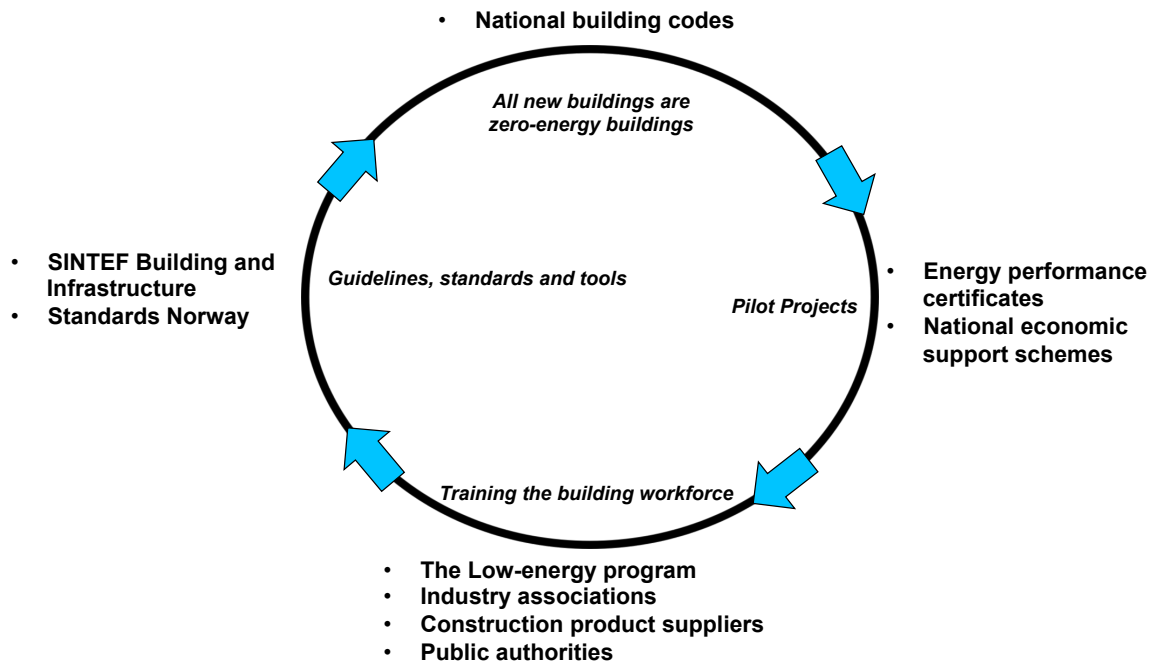 • National building codes
All new buildings are
zero-energy buildings
• SINTEF Building and
Infrastructure
• Standards Norway
Guidelines, standards and tools
Pilot Projects
• Energy performance
certificates
• National economic
support schemes
Training the building workforce
• The Low-energy program
• Industry associations
• Construction product suppliers
• Public authorities